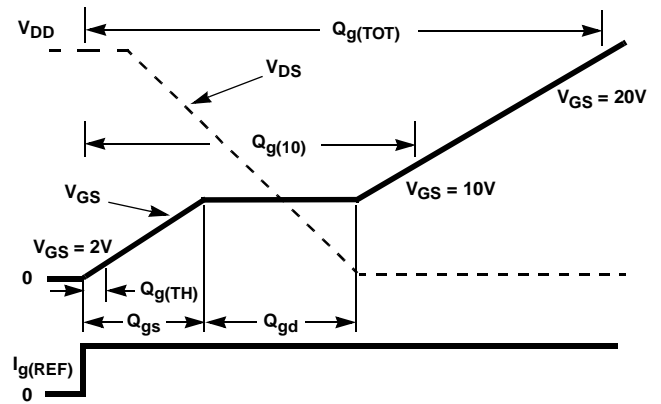 V_DD
Q_g(TOT)
V_DS
V_GS = 20V
Q_g(10)
V_GS
V_GS = 10V
V_GS = 2V
0
Q_g(TH)
Q_gs
Q_gd
I_g(REF)
0